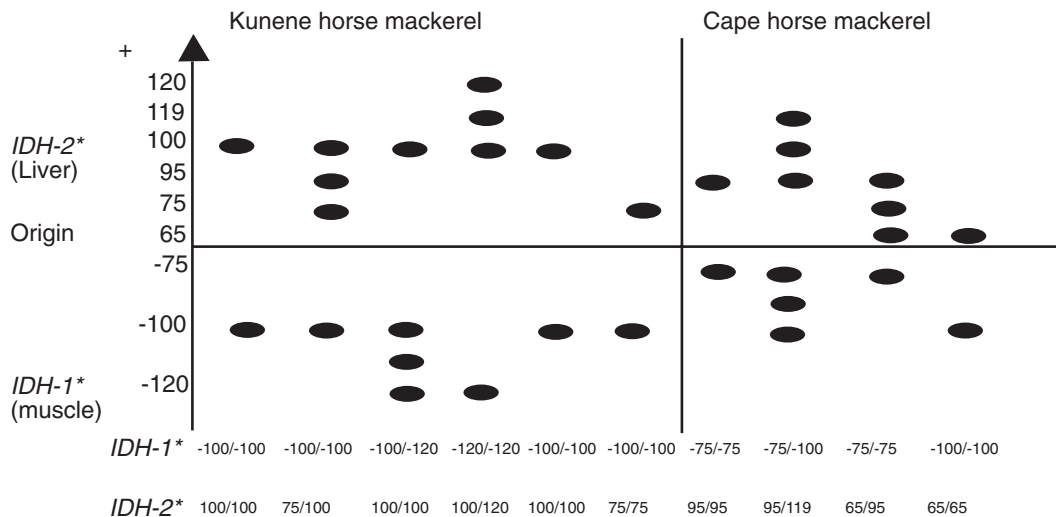 Kunene horse mackerel Cape horse mackerel
+
120
119
100
IDH-2*
(Liver)
95
75
Origin
65
-75
-100
-120
IDH-1*
(muscle)
IDH-1* -100/-100 -100/-100 -100/-120 -120/-120 -100/-100 -100/-100 -75/-75 -75/-100 -75/-75 -100/-100
IDH-2* 100/100 75/100 100/100 100/120 100/100 75/75 95/95 95/119 65/95 65/65